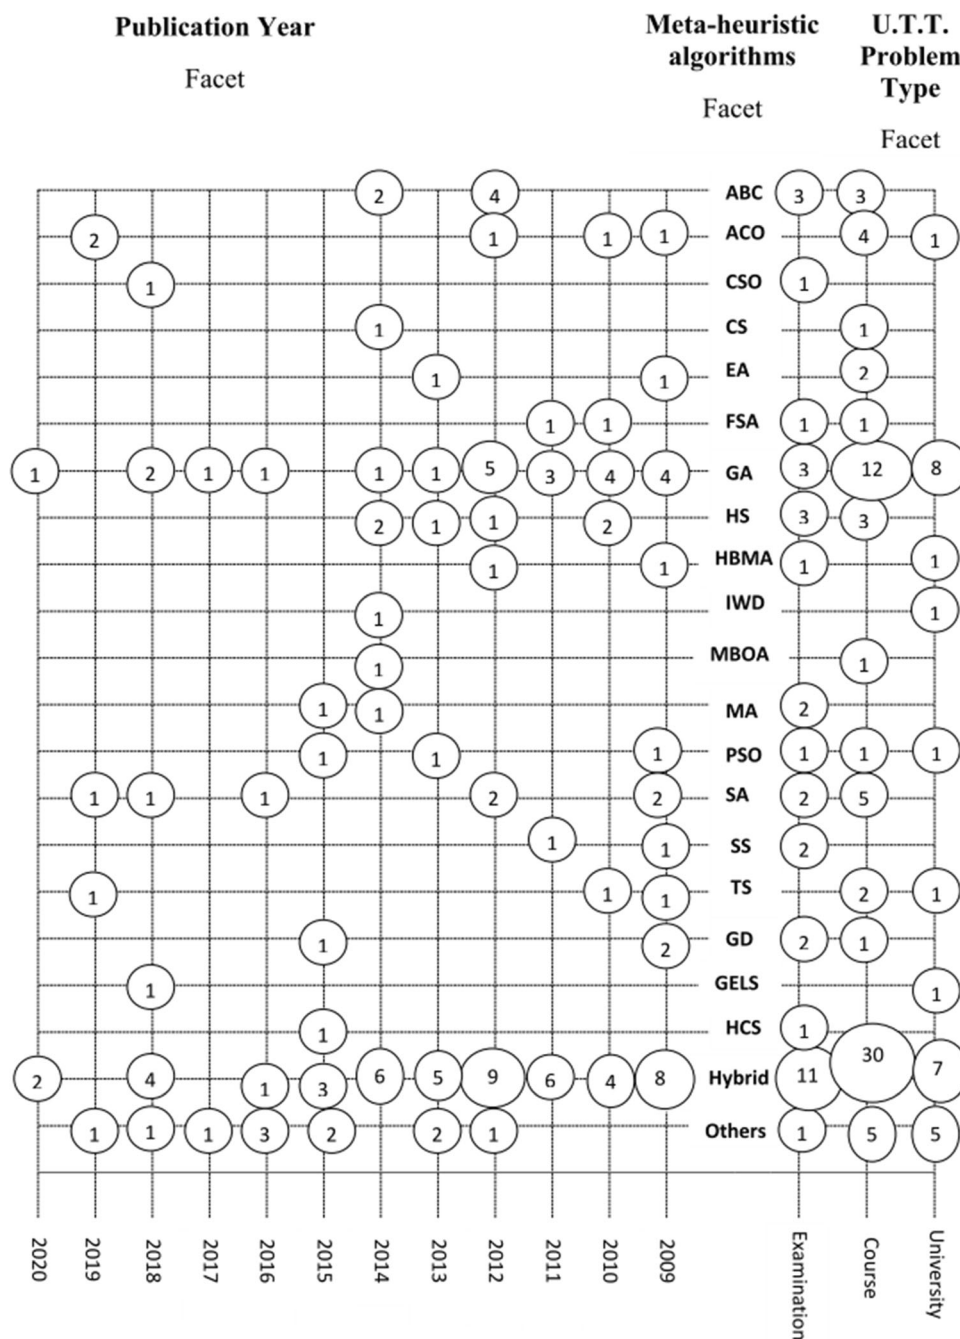 Publication Year
Facet
Meta-heuristic
algorithms
Facet
U.T.T.
Problem
Type
Facet
2 4 ABC 3 3
2 1 1 1 ACO 4 1
1 CSO 1
1 CS 1
1 1 EA 2
1 1 FSA 1 1
1 2 1 1 1 1 5 3 4 4 GA 3 12 8
2 1 1 2 HS 3 3
1 1 HBMA 1 1
1 IWD 1
1 MBOA 1
1 1 MA 2
1 1 1 PSO 1 1 1
1 1 1 2 2 SA 2 5
1 1 SS 2
1 1 1 TS 2 1
1 2 GD 2 1
1 GELS 1
1 HCS 1
2 4 1 3 6 5 9 6 4 8 Hybrid 11 30 7
1 1 1 3 2 2 1 Others 1 5 5
2020 2019 2018 2017 2016 2015 2014 2013 2012 2011 2010 2009 Examination Course University